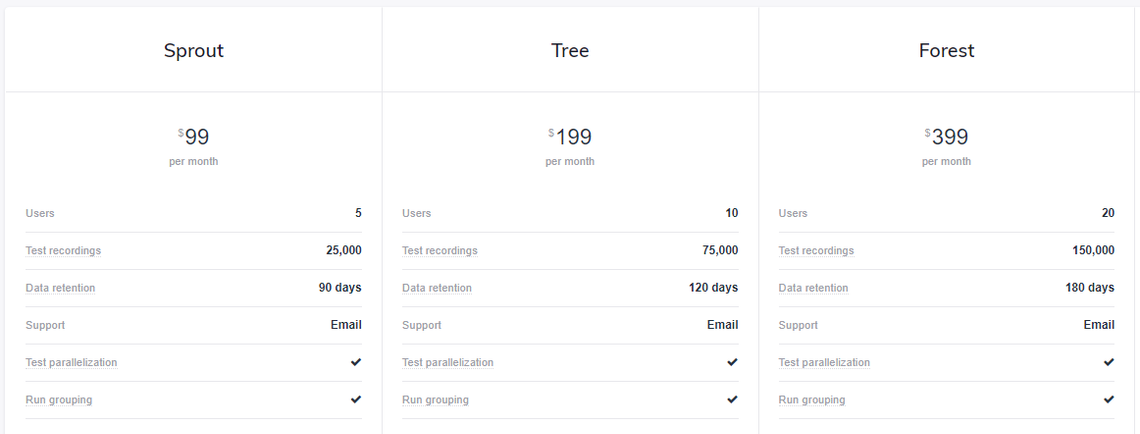 Sprout
$99
per month
Users 5
Test recordings 25,000
Data retention 90 days
Support Email
Test parallelization
Run grouping
Tree
$199
per month
Users 10
Test recordings 75,000
Data retention 120 days
Support Email
Test parallelization
Run grouping
Forest
$399
per month
Users 20
Test recordings 150,000
Data retention 180 days
Support Email
Test parallelization
Run grouping